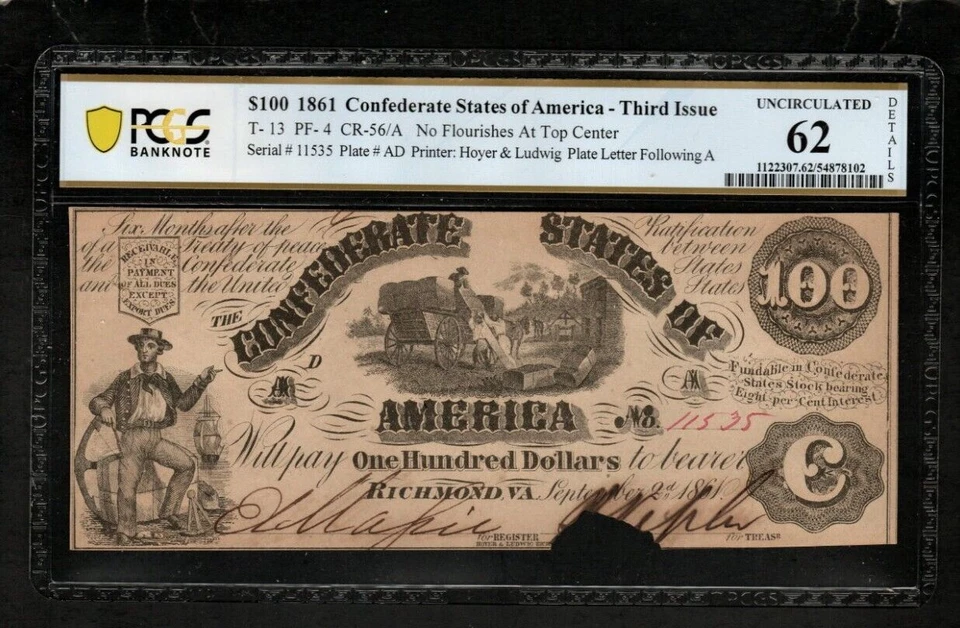 PCGS
BANKNOTE
$100 1861 Confederate States of America - Third Issue
T- 13 PF- 4 CR-56/A No Flourishes At Top Center
Serial # 11535 Plate # AD Printer: Hoyer & Ludwig Plate Letter Following A
UNCIRCULATED
62
1122307.62/54878102
DETAILS
Six Months after the Ratification
of a Treaty of peace between
the Confederate States
and the United States
RECEIVABLE
IN
PAYMENT
OF ALL DUES
EXCEPT
EXPORT DUES
THE
CONFEDERATE STATES OF
AMERICA
100
D
A
A
No. 11535
Fundable in Confederate
States Stock bearing
Eight-per-Cent Interest
Will pay One Hundred Dollars to bearer
C
RICHMOND, VA. September 2d 1861.
for REGISTER
HOYER & LUDWIG
for TREASR